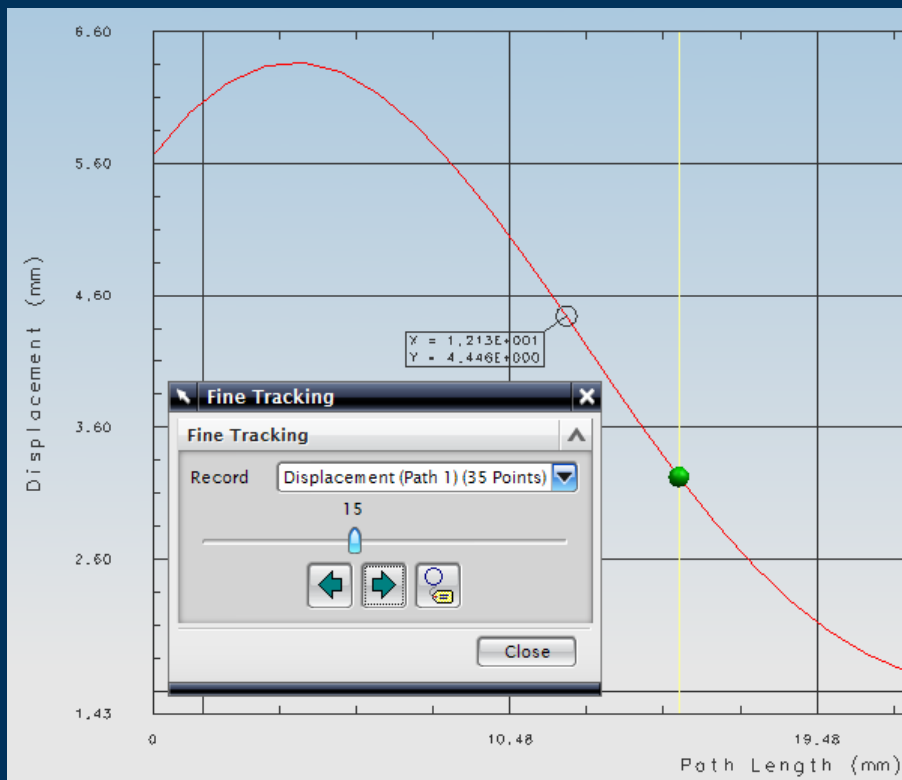 6.60
5.60
4.60
3.60
2.60
1.43
Displacement (mm)
X = 1.213E+001
Y = 4.446E+000
Fine Tracking
Fine Tracking
Record Displacement (Path 1) (35 Points)
15
Close
0 10.48 19.48
Path Length (mm)